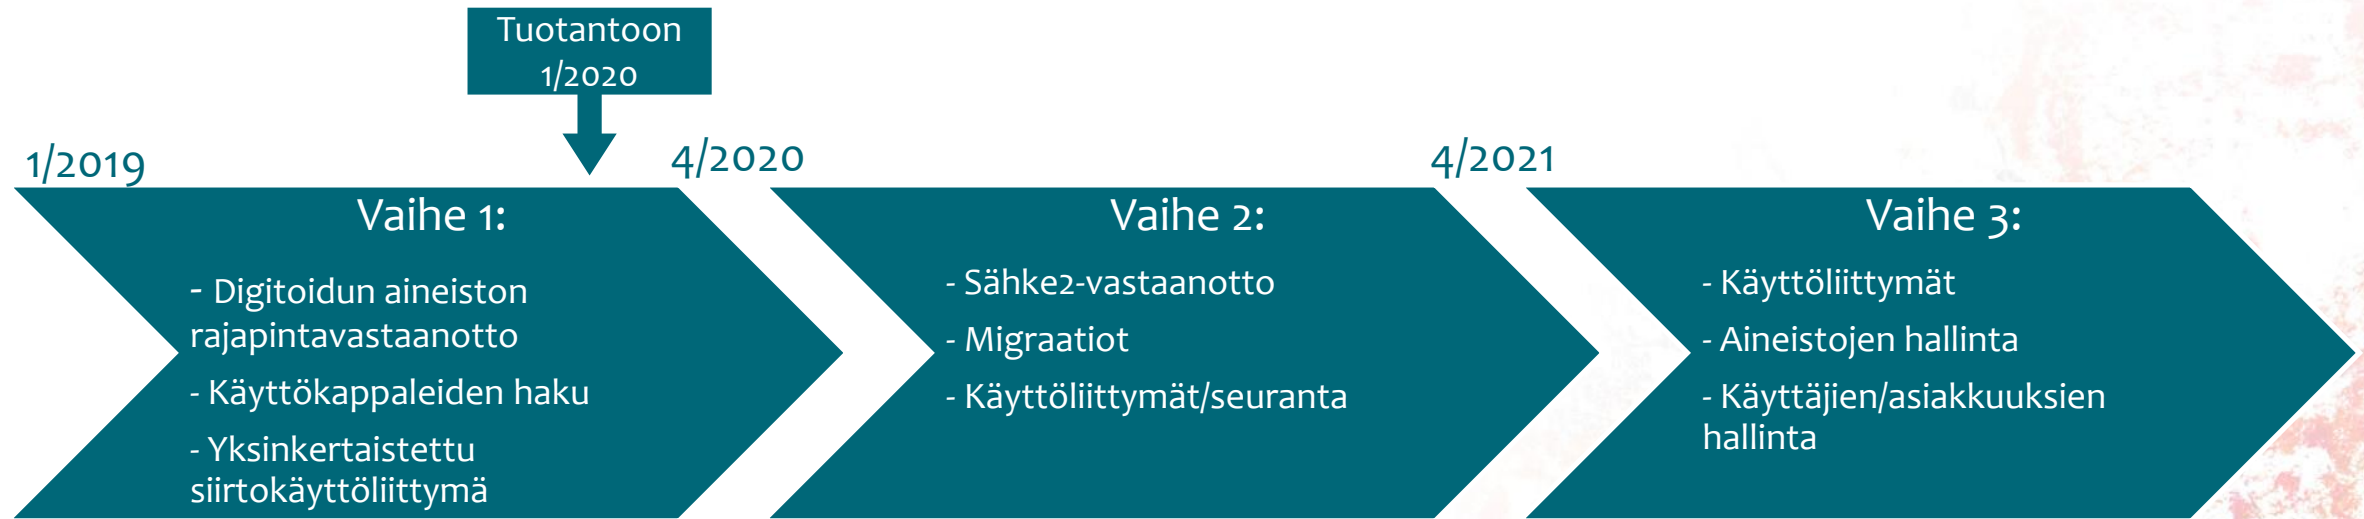 Tuotantoon
1/2020
1/2019
4/2020
4/2021
Vaihe 1:
- Digitoidun aineiston
rajapintavastaanotto
- Käyttökappaleiden haku
- Yksinkertaistettu
siirtokäyttöliittymä
Vaihe 2:
- Sähke2-vastaanotto
- Migraatiot
- Käyttöliittymät/seuranta
Vaihe 3:
- Käyttöliittymät
- Aineistojen hallinta
- Käyttäjien/asiakkuuksien
hallinta